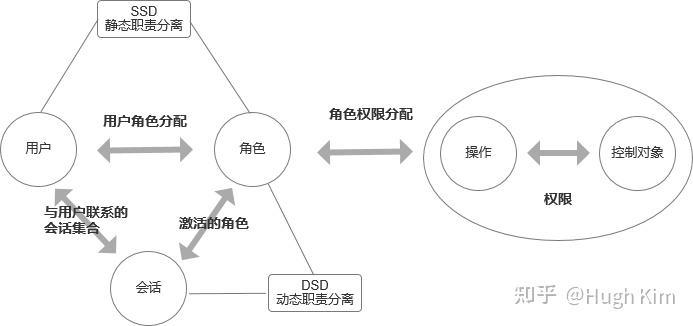 SSD
静态职责分离
用户角色分配
角色权限分配
用户
角色
操作
控制对象
权限
与用户联系的
会话集合
激活的角色
会话
DSD
动态职责分离
知乎 @Hugh Kim